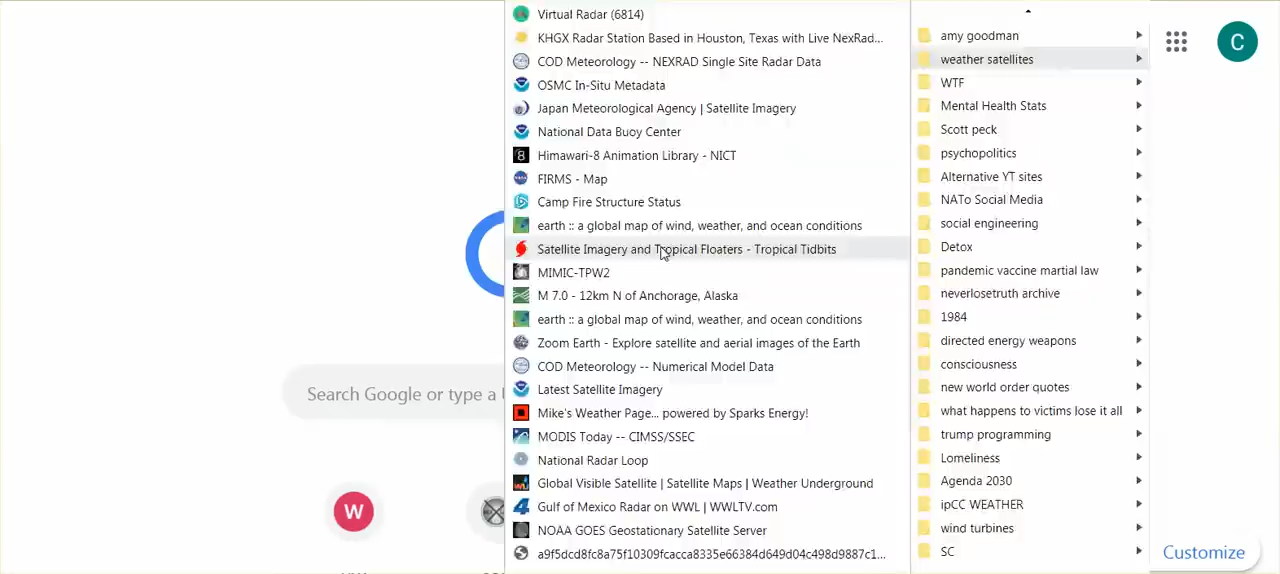 Virtual Radar (6814)
KHGX Radar Station Based in Houston, Texas with Live NexRad...
COD Meteorology -- NEXRAD Single Site Radar Data
OSMC In-Situ Metadata
Japan Meteorological Agency | Satellite Imagery
National Data Buoy Center
Himawari-8 Animation Library - NICT
FIRMS - Map
Camp Fire Structure Status
earth :: a global map of wind, weather, and ocean conditions
Satellite Imagery and Tropical Floaters - Tropical Tidbits
MIMIC-TPW2
M 7.0 - 12km N of Anchorage, Alaska
earth :: a global map of wind, weather, and ocean conditions
Zoom Earth - Explore satellite and aerial images of the Earth
COD Meteorology -- Numerical Model Data
Latest Satellite Imagery
Mike's Weather Page... powered by Sparks Energy!
MODIS Today -- CIMSS/SSEC
National Radar Loop
Global Visible Satellite | Satellite Maps | Weather Underground
Gulf of Mexico Radar on WWL | WWLTV.com
NOAA GOES Geostationary Satellite Server
a9f5dcd8fc8a75f10309fcacca8335e66384d649d04c498d9887c1...
amy goodman
weather satellites
WTF
Mental Health Stats
Scott peck
psychopolitics
Alternative YT sites
NATo Social Media
social engineering
Detox
pandemic vaccine martial law
neverlosetruth archive
1984
directed energy weapons
consciousness
new world order quotes
what happens to victims lose it all
trump programming
Lomeliness
Agenda 2030
ipCC WEATHER
wind turbines
SC
C
Search Google or type a
W
Customize